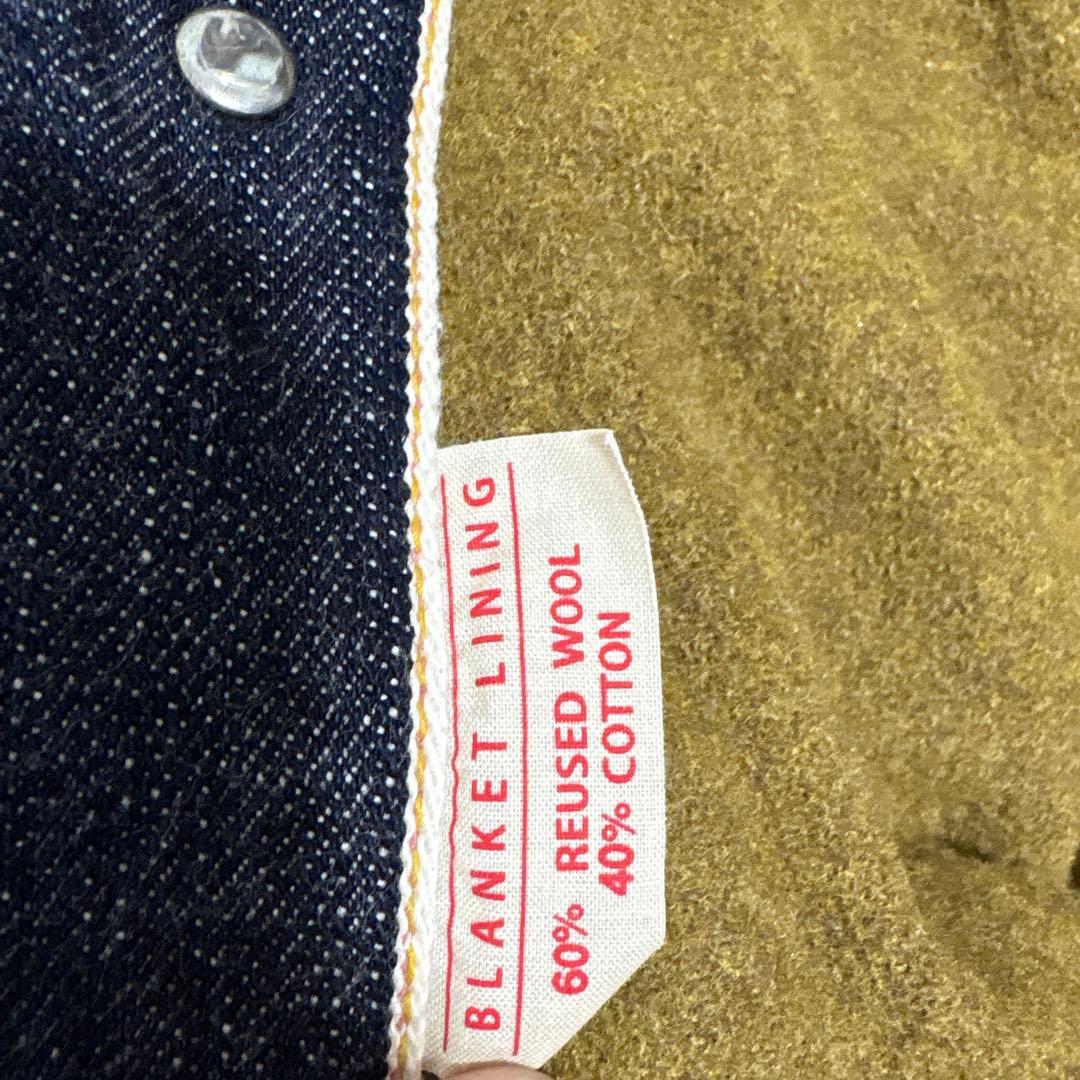 BLANKET LINING
60% REUSED WOOL
40% COTTON